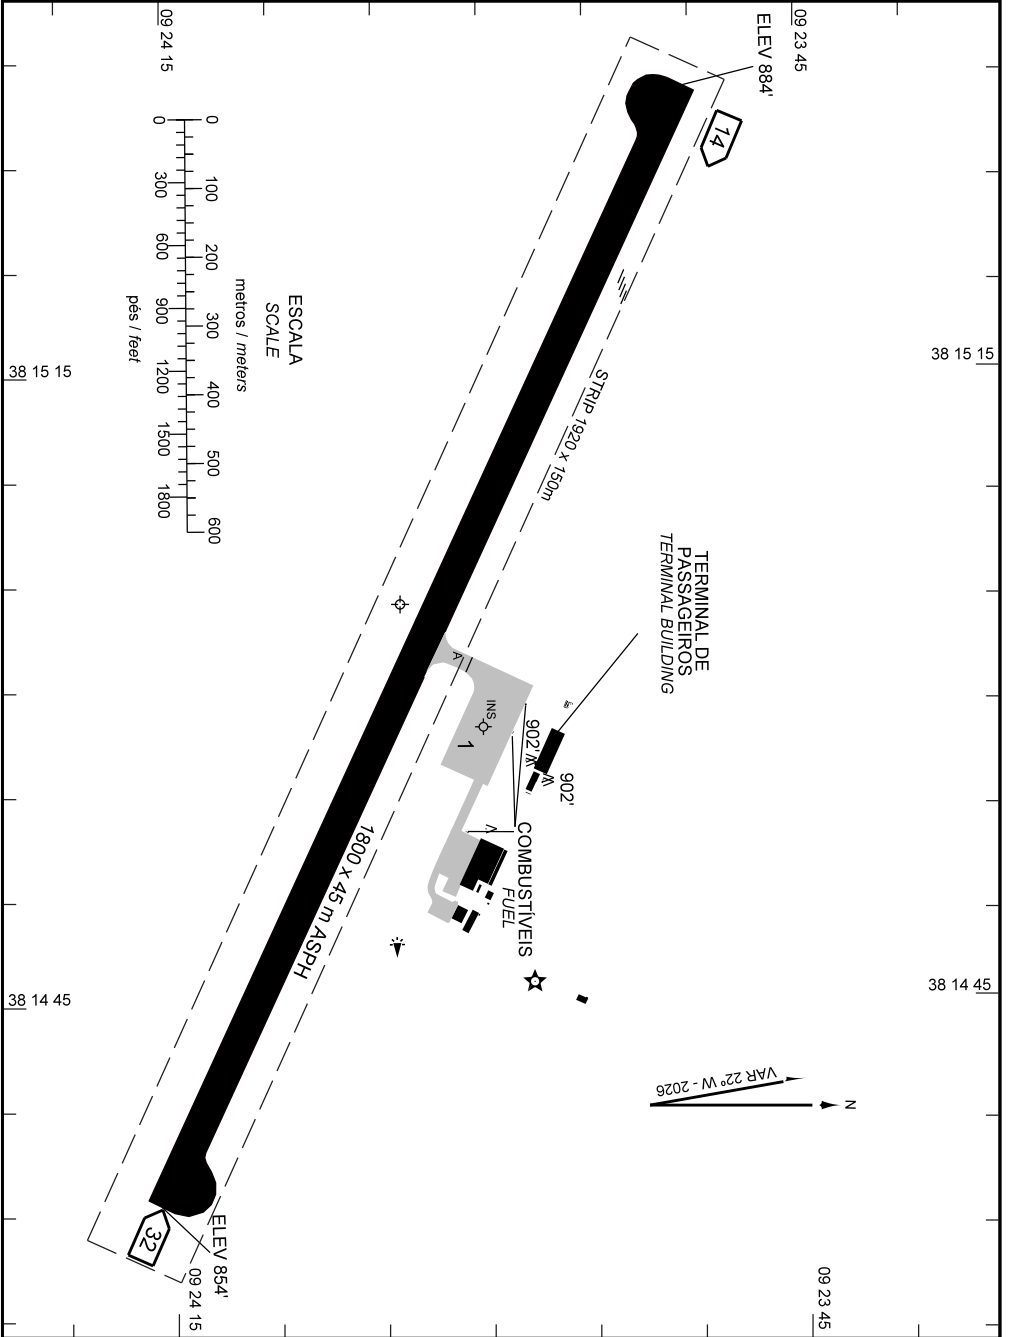 09 24 15
09 23 45
ELEV 884'
14
0
100
200
300
400
500
600
metros / meters
0
300
600
900
1200
1500
1800
pés / feet
ESCALA
SCALE
38 15 15
38 15 15
STRIP 1920 x 150m
TERMINAL DE
PASSAGEIROS
TERMINAL BUILDING
A
INS
1
902'
902'
COMBUSTÍVEIS
FUEL
1800 x 45 m ASPH
38 14 45
38 14 45
VAR 22º W - 2026
N
ELEV 854'
32
09 24 15
09 23 45